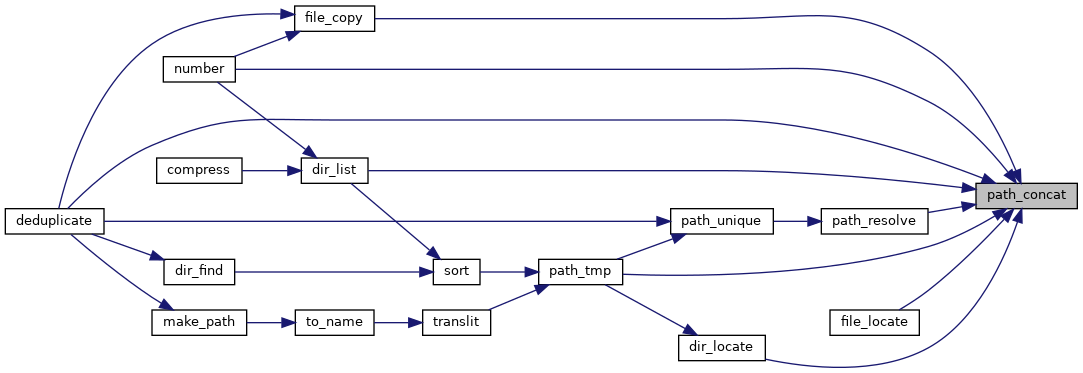 file_copy
number
compress
dir_list
path_concat
deduplicate
path_unique
path_resolve
dir_find
sort
path_tmp
make_path
to_name
translit
file_locate
dir_locate